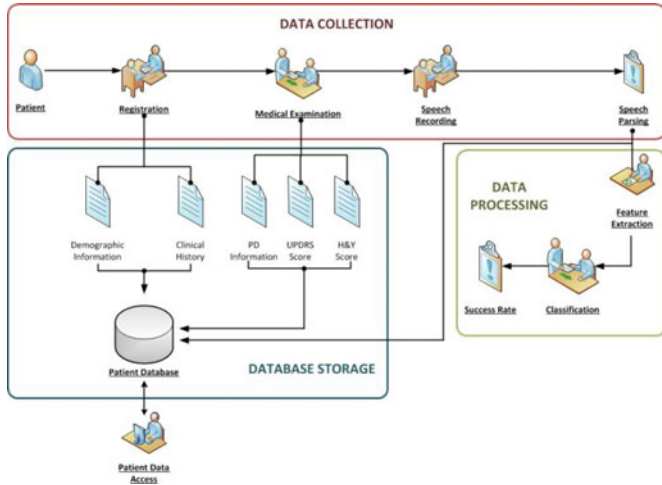 DATA COLLECTION
Patient
Registration
Medical Examination
Speech
Recording
Speech
Parsing
DATA
PROCESSING
Feature
Extraction
Demographic
Information
Clinical
History
PD
Information
UPDRS
Score
H&Y
Score
Success Rate
Classification
Patient Database
DATABASE STORAGE
Patient Data
Access